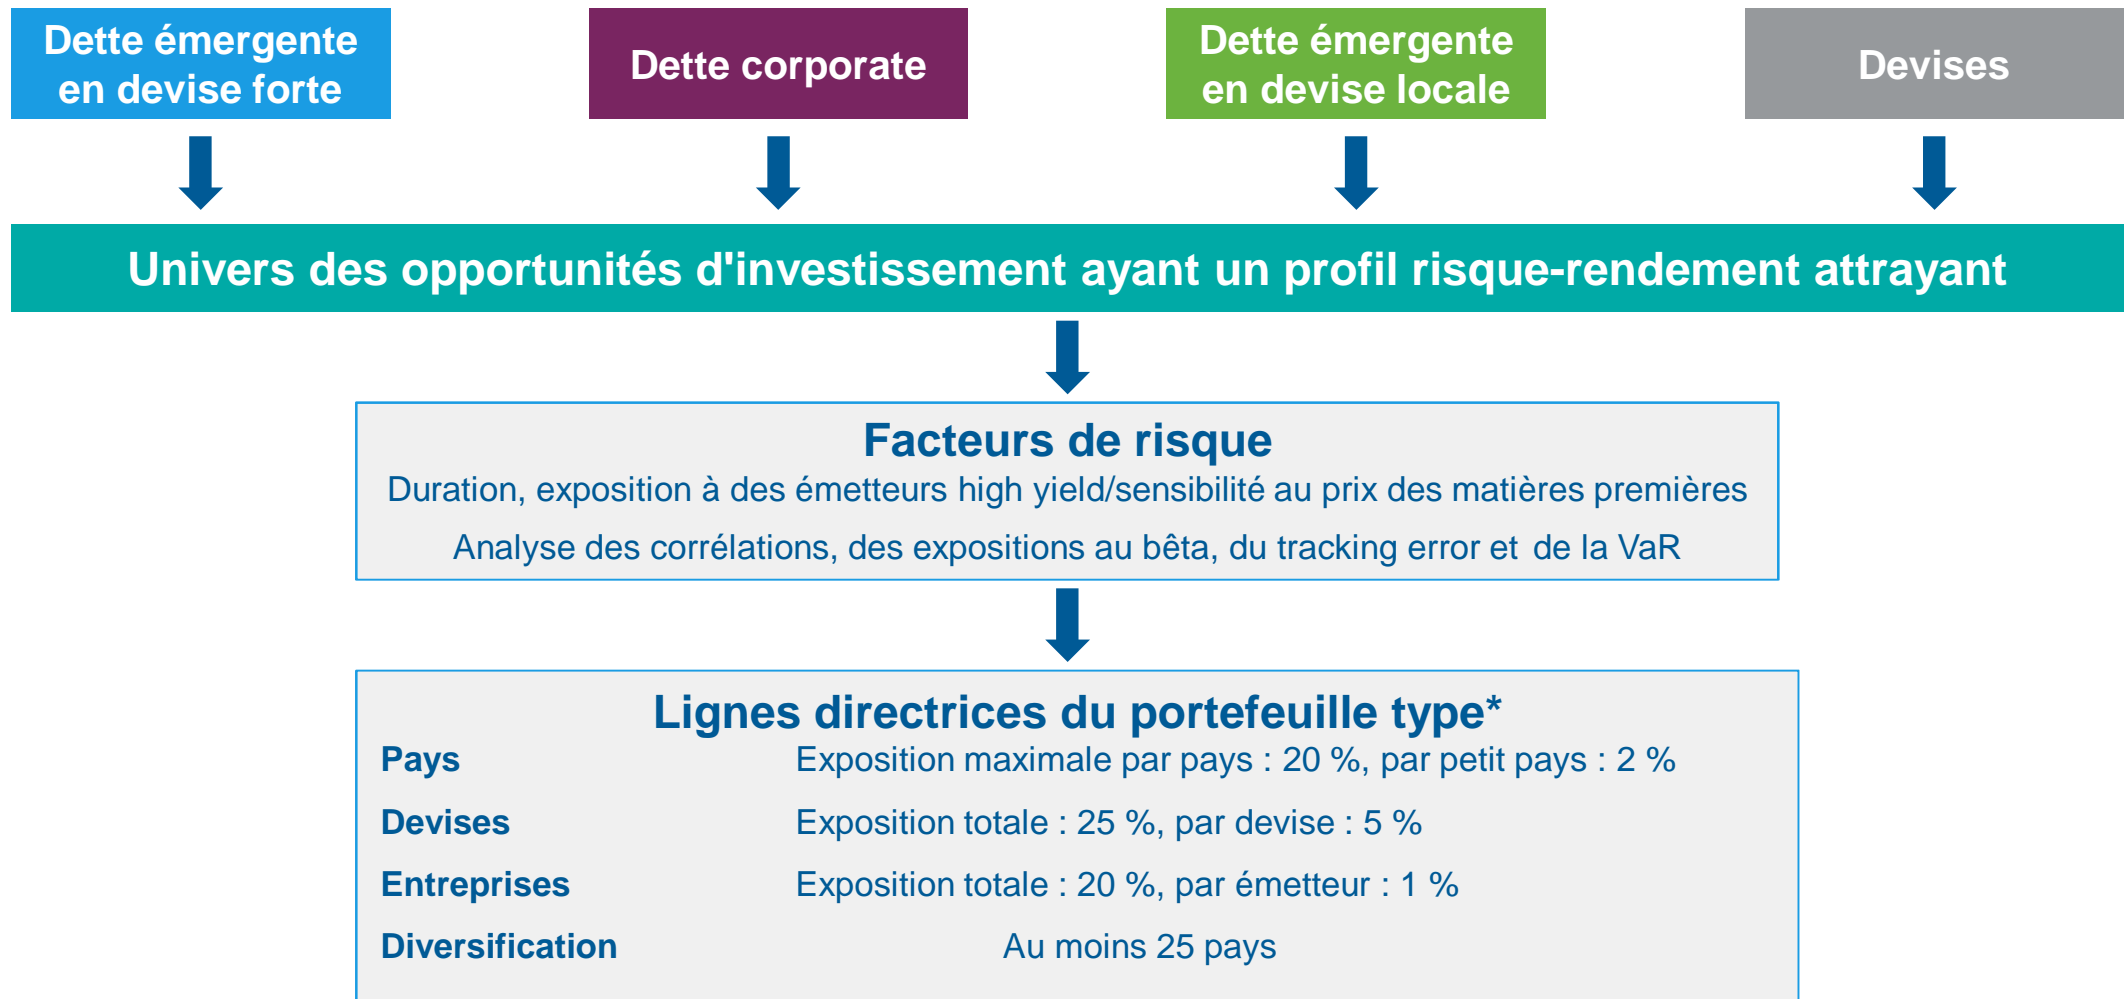 Dette émergente
en devise forte
Dette corporate
Dette émergente
en devise locale
Devises
Univers des opportunités d'investissement ayant un profil risque-rendement attrayant
Facteurs de risque
Duration, exposition à des émetteurs high yield/sensibilité au prix des matières premières
Analyse des corrélations, des expositions au bêta, du tracking error et de la VaR
Lignes directrices du portefeuille type*
Pays Exposition maximale par pays : 20 %, par petit pays : 2 %
Devises Exposition totale : 25 %, par devise : 5 %
Entreprises Exposition totale : 20 %, par émetteur : 1 %
Diversification Au moins 25 pays